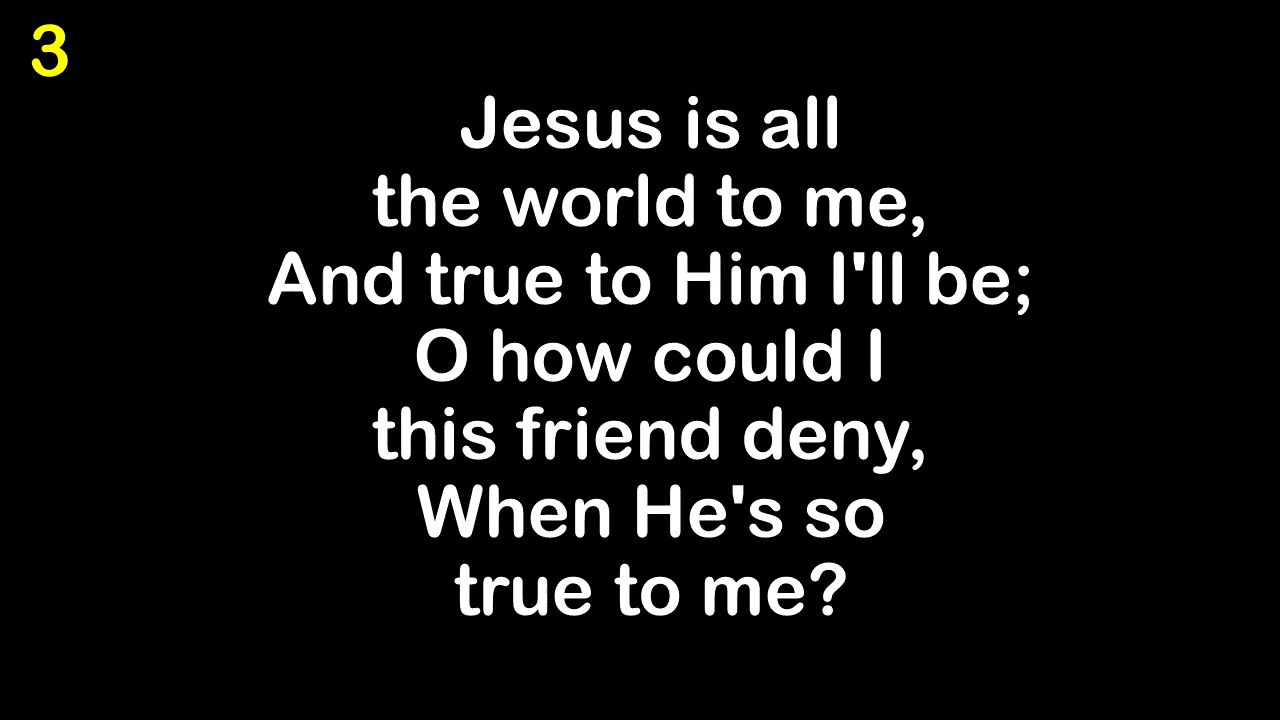 3
Jesus is all
the world to me,
And true to Him I'll be;
O how could I
this friend deny,
When He's so
true to me?